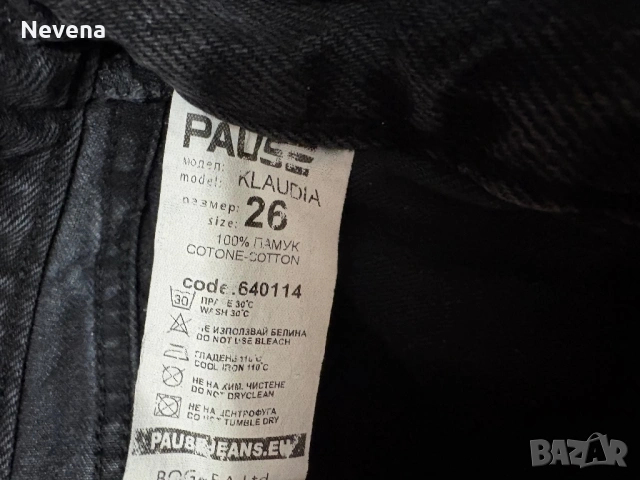 Nevena
PAUSE
модел:
model: KLAUDIA
размер:
size: 26
100% ПАМУК
COTONE-COTTON
code.:640114
30
30°C
WASH 30°C
НЕ ИЗПОЛЗВАЙ БЕЛИНА
DO NOT USE BLEACH
ГЛАДЕНЕ 110°C
COOL IRON 110°C
НЕ НА ХИМ. ЧИСТЕНЕ
DO NOT DRYCLEAN
НЕ НА ЦЕНТРОФУГА
DO NOT TUMBLE DRY
PAUSEJEANS.EU
Ltd
BAZAR